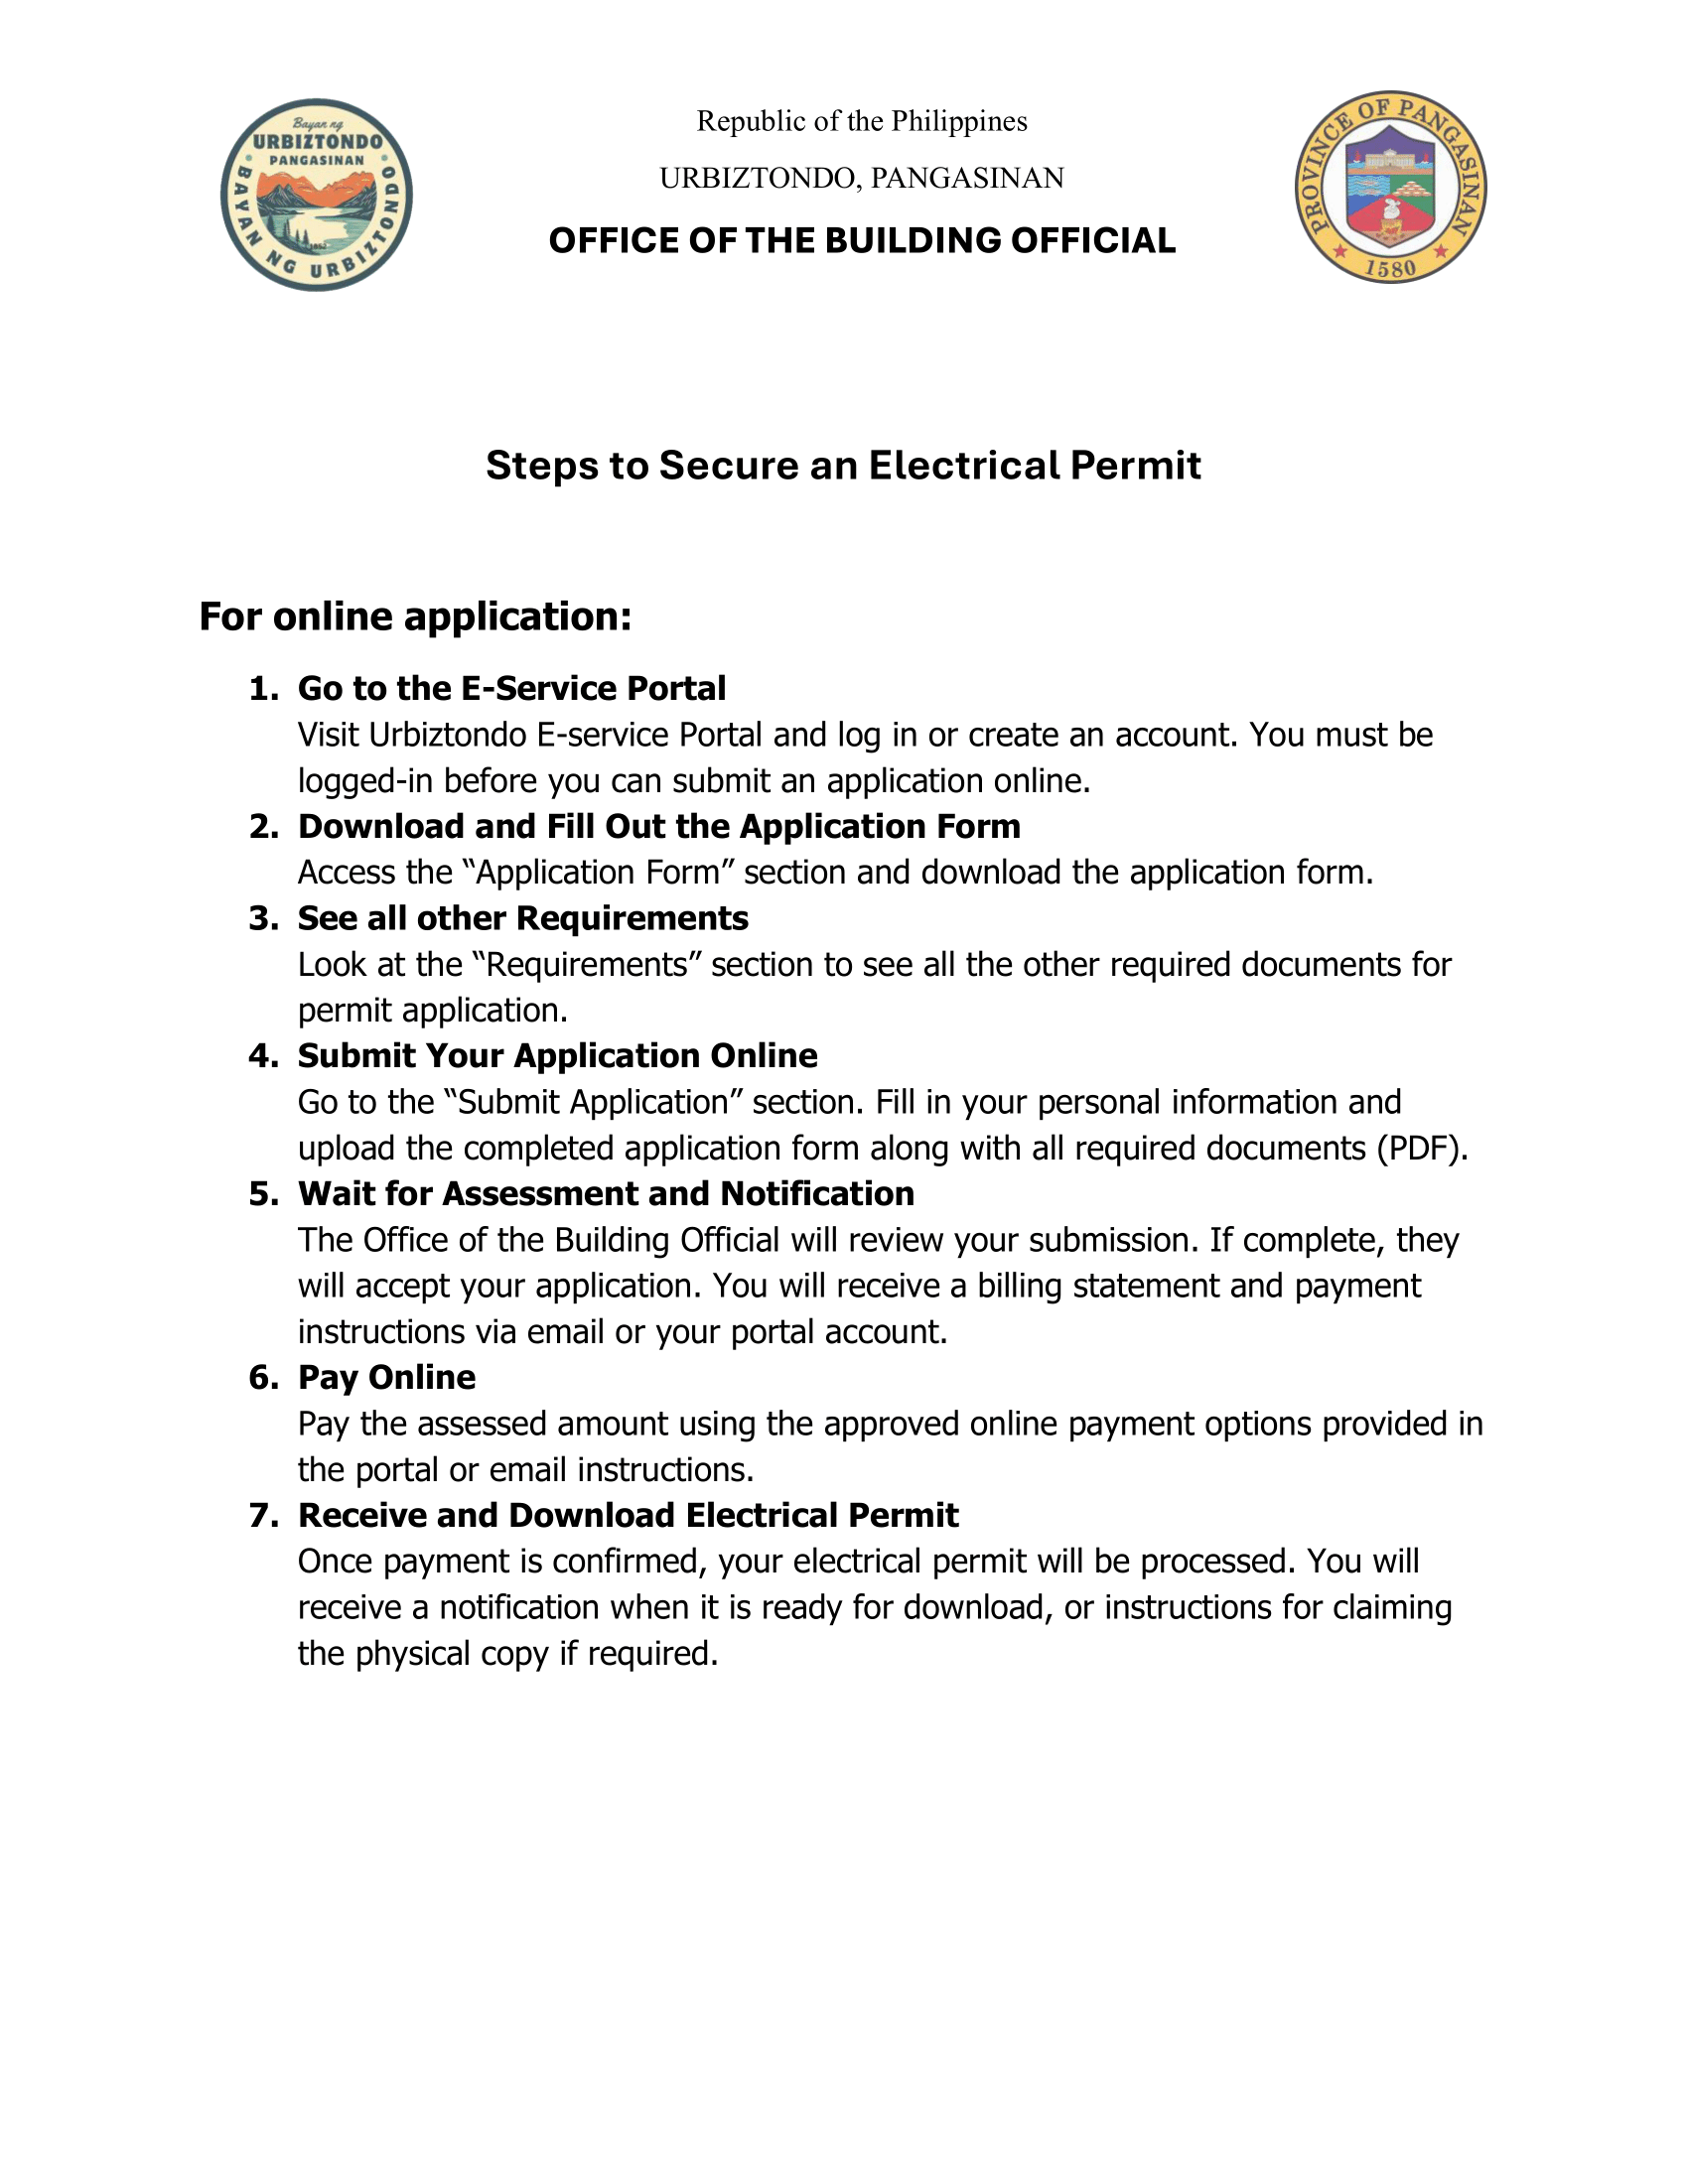 Bayan ng
URBIZTONDO
PANGASINAN
BAYAN NG URBIZTONDO
1852
Republic of the Philippines
URBIZTONDO, PANGASINAN
OFFICE OF THE BUILDING OFFICIAL
PROVINCE OF PANGASINAN
1580
Steps to Secure an Electrical Permit
For online application:
1. Go to the E-Service Portal
Visit Urbiztondo E-service Portal and log in or create an account. You must be
logged-in before you can submit an application online.
2. Download and Fill Out the Application Form
Access the “Application Form” section and download the application form.
3. See all other Requirements
Look at the “Requirements” section to see all the other required documents for
permit application.
4. Submit Your Application Online
Go to the “Submit Application” section. Fill in your personal information and
upload the completed application form along with all required documents (PDF).
5. Wait for Assessment and Notification
The Office of the Building Official will review your submission. If complete, they
will accept your application. You will receive a billing statement and payment
instructions via email or your portal account.
6. Pay Online
Pay the assessed amount using the approved online payment options provided in
the portal or email instructions.
7. Receive and Download Electrical Permit
Once payment is confirmed, your electrical permit will be processed. You will
receive a notification when it is ready for download, or instructions for claiming
the physical copy if required.